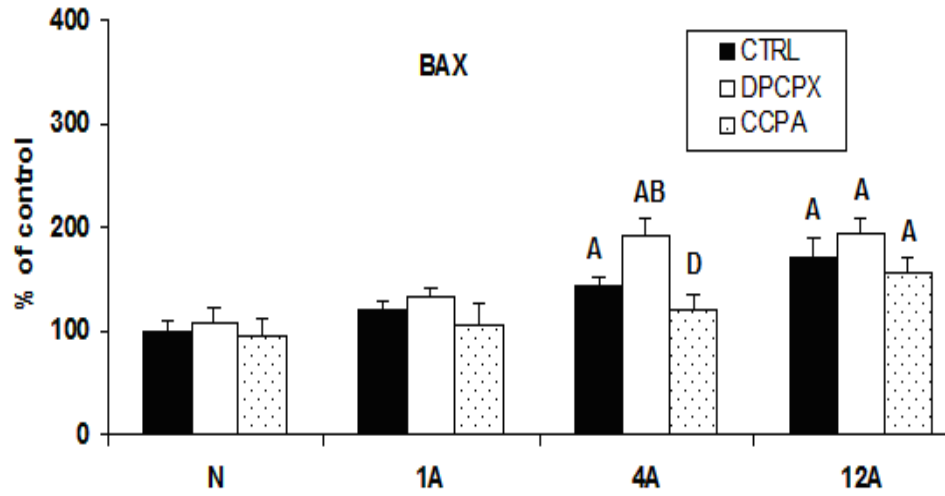 400
BAX
CTRL
DPCPX
CCPA
300
% of control
200
AB
A
D
A
A
A
100
0
N
1A
4A
12A